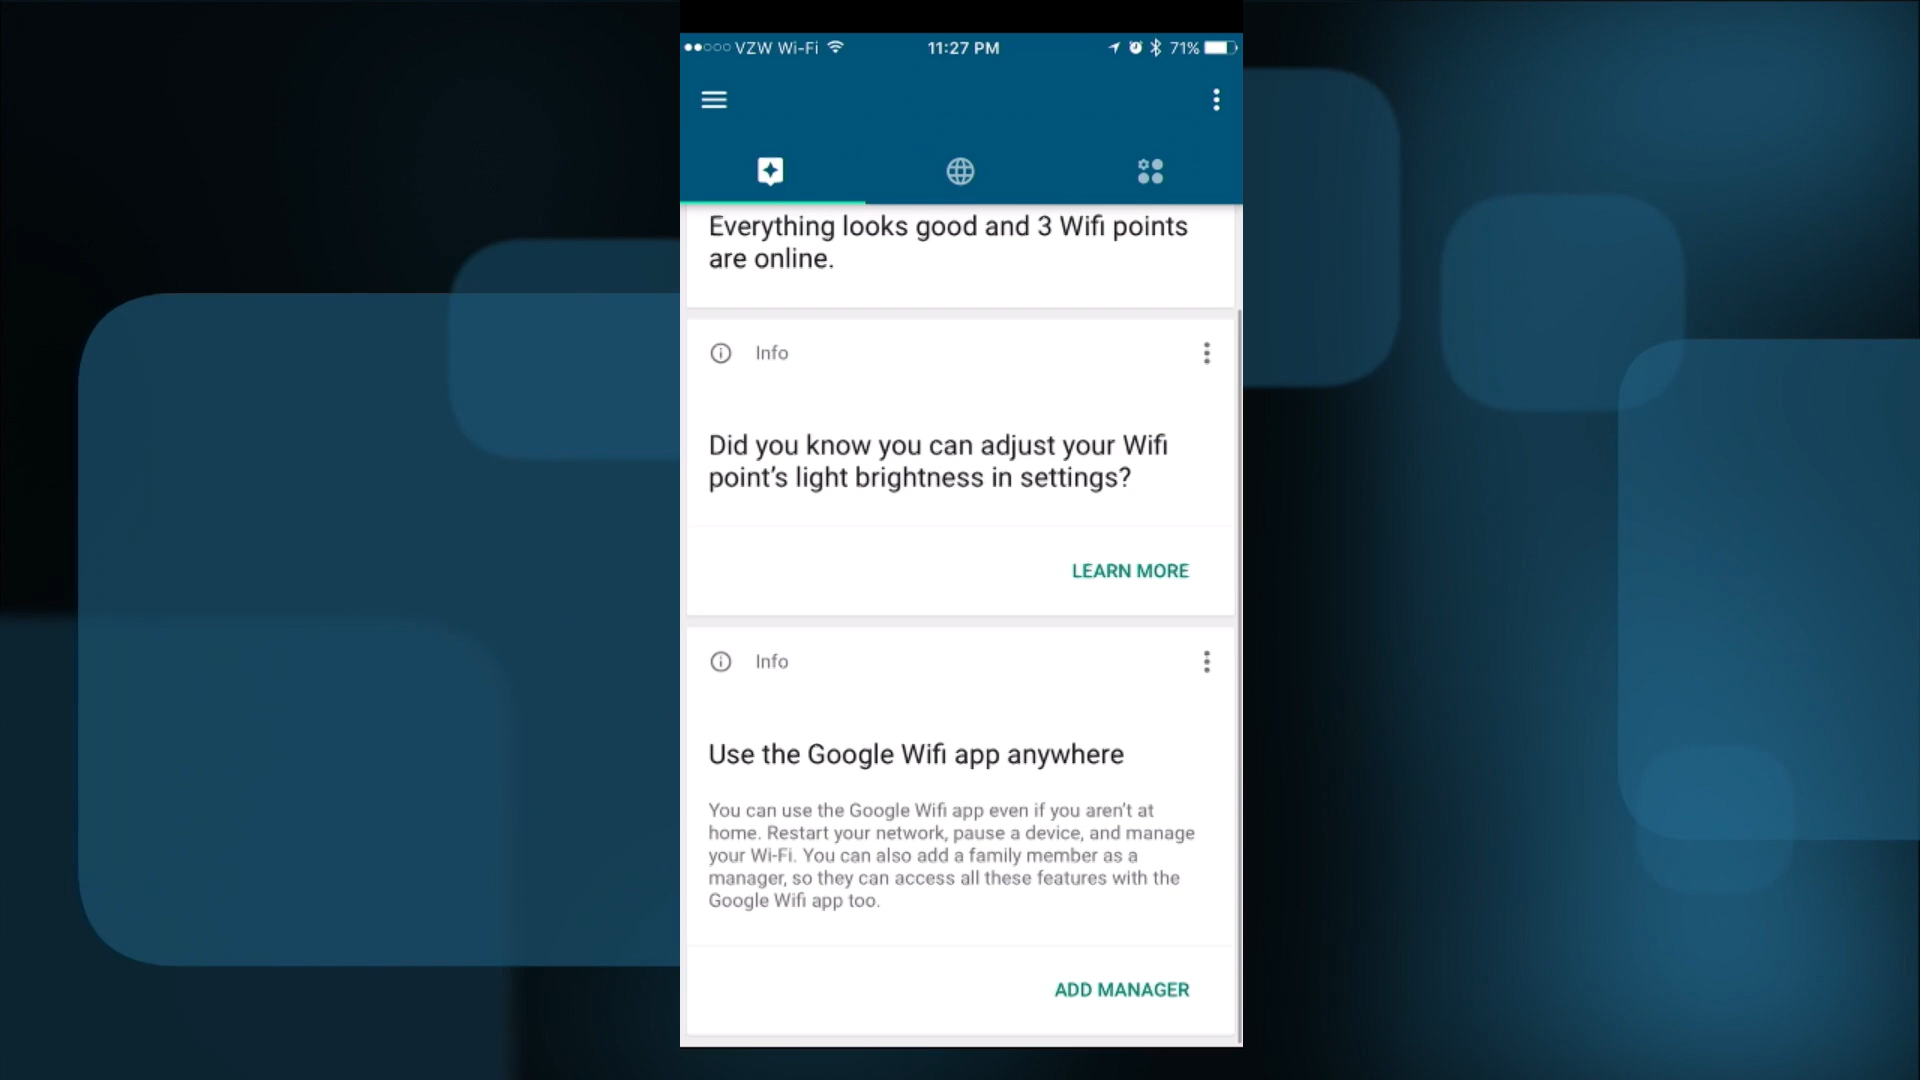 VZW Wi-Fi 11:27 PM 71%
Everything looks good and 3 Wifi points
are online.
Info
Did you know you can adjust your Wifi
point’s light brightness in settings?
LEARN MORE
Info
Use the Google Wifi app anywhere
You can use the Google Wifi app even if you aren’t at
home. Restart your network, pause a device, and manage
your Wi-Fi. You can also add a family member as a
manager, so they can access all these features with the
Google Wifi app too.
ADD MANAGER